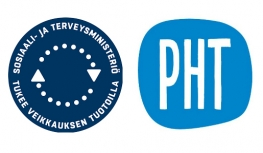 SOSIAALI- JA TERVEYSMINISTERIÖ
TUKEE VEIKKAUKSEN TUOTOILLA
PHT